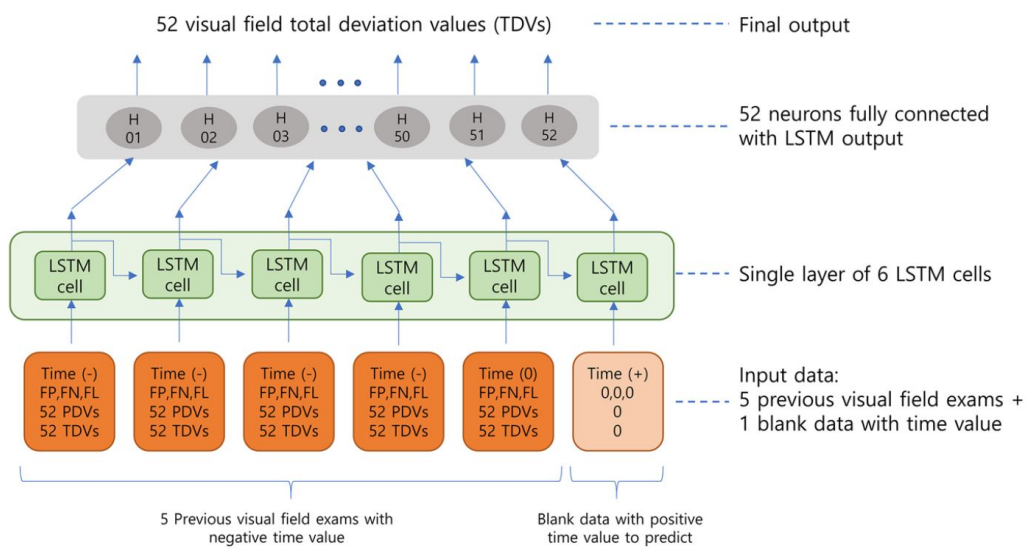 52 visual field total deviation values (TDVs)
Final output
H
01
H
02
H
03
H
50
H
51
H
52
52 neurons fully connected
with LSTM output
LSTM
cell
LSTM
cell
LSTM
cell
LSTM
cell
LSTM
cell
LSTM
cell
Single layer of 6 LSTM cells
Time (-)
FP,FN,FL
52 PDVs
52 TDVs
Time (-)
FP,FN,FL
52 PDVs
52 TDVs
Time (-)
FP,FN,FL
52 PDVs
52 TDVs
Time (-)
FP,FN,FL
52 PDVs
52 TDVs
Time (0)
FP,FN,FL
52 PDVs
52 TDVs
Time (+)
0,0,0
0
0
Input data:
5 previous visual field exams +
1 blank data with time value
5 Previous visual field exams with
negative time value
Blank data with positive
time value to predict